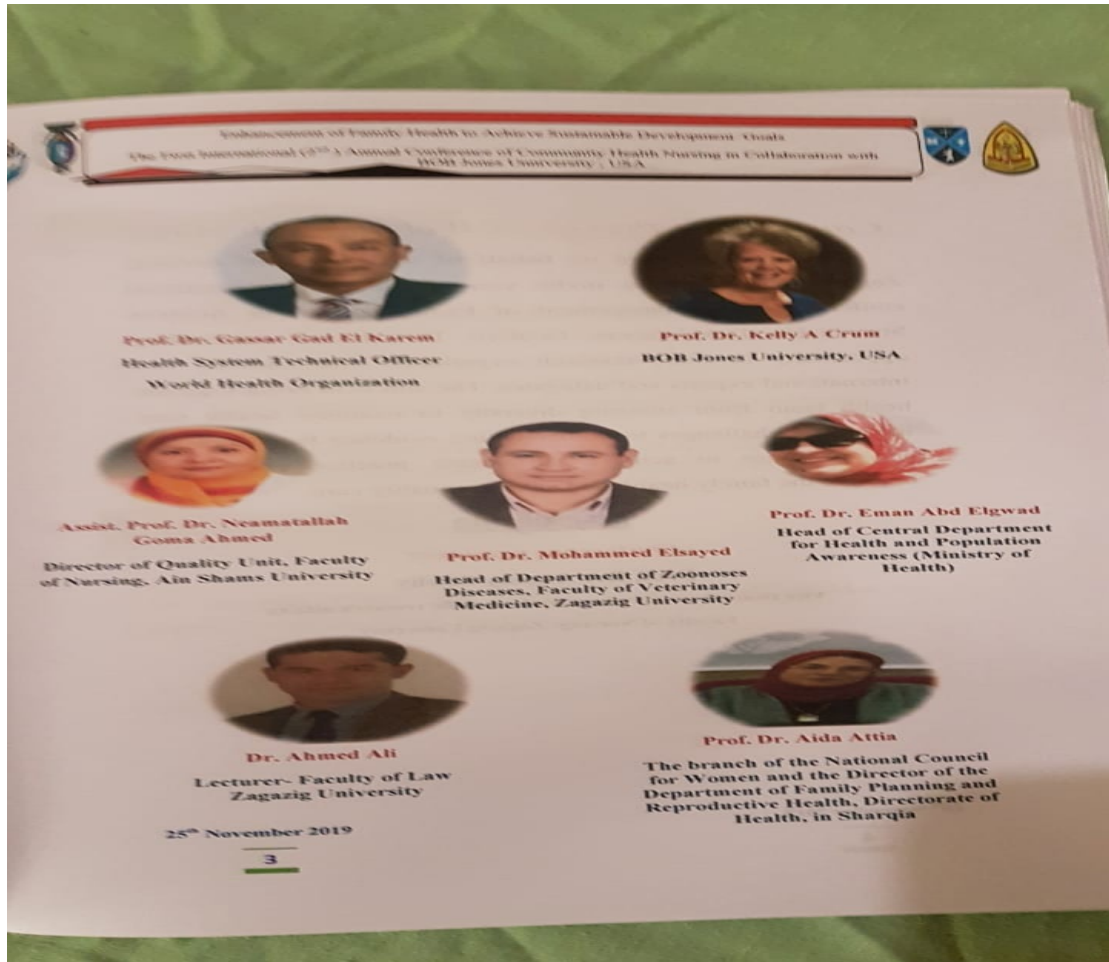 Enhancement of Family Health to Achieve Sustainable Development Goals
The First International (5th) Annual Conference of Community Health Nursing in Collaboration with
BOB Jones University, USA
Prof. Dr. Gassar Gad El Karem
Health System Technical Officer
World Health Organization
Prof. Dr. Kelly A Crum
BOB Jones University, USA
Assist. Prof. Dr. Neamatallah
Goma Ahmed
Director of Quality Unit, Faculty
of Nursing, Ain Shams University
Prof. Dr. Mohammed Elsayed
Head of Department of Zoonoses
Diseases, Faculty of Veterinary
Medicine, Zagazig University
Prof. Dr. Eman Abd Elgwad
Head of Central Department
for Health and Population
Awareness (Ministry of
Health)
Dr. Ahmed Ali
Lecturer- Faculty of Law
Zagazig University
Prof. Dr. Aida Attia
The branch of the National Council
for Women and the Director of the
Department of Family Planning and
Reproductive Health, Directorate of
Health, in Sharqia
25th November 2019
3